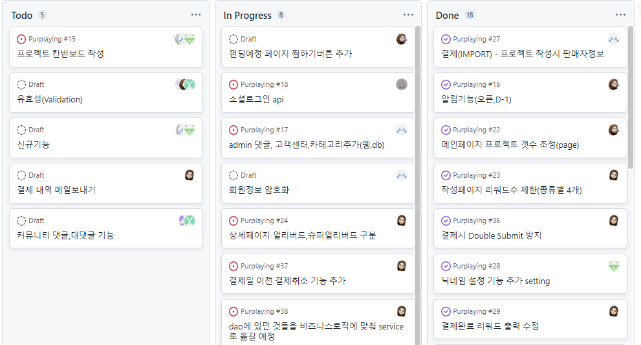 Todo 5
Purplaying #15
프로젝트 칸반보드 작성
Draft
유효성(Validation)
Draft
신규기능
Draft
결제 내역 메일보내기
Draft
커뮤니티 댓글,대댓글 기능
In Progress 8
Draft
펀딩예정 페이지 찜하기버튼 추가
Purplaying #18
소셜로그인 api
Purplaying #17
admin 댓글, 고객센터,카테고리추가(웹,db)
Draft
회원정보 암호화
Purplaying #24
상세페이지 얼리버드,슈퍼얼리버드 구분
Purplaying #37
결제일 이전 결제취소 기능 추가
Purplaying #38
dao에 있던 것들을 비즈니스로직에 맞춰 service
로 옮길 예정
Done 18
Purplaying #27
결제(IMPORT) - 프로젝트 작성시 판매자정보
Purplaying #16
알림기능(오픈,D-1)
Purplaying #22
메인페이지 프로젝트 갯수 조정(page)
Purplaying #23
작성페이지 리워드수 제한(종류별 4개)
Purplaying #36
결제시 Double Submit 방지
Purplaying #28
닉네임 설정 기능 추가 setting
Purplaying #29
결제완료 리워드 출력 수정